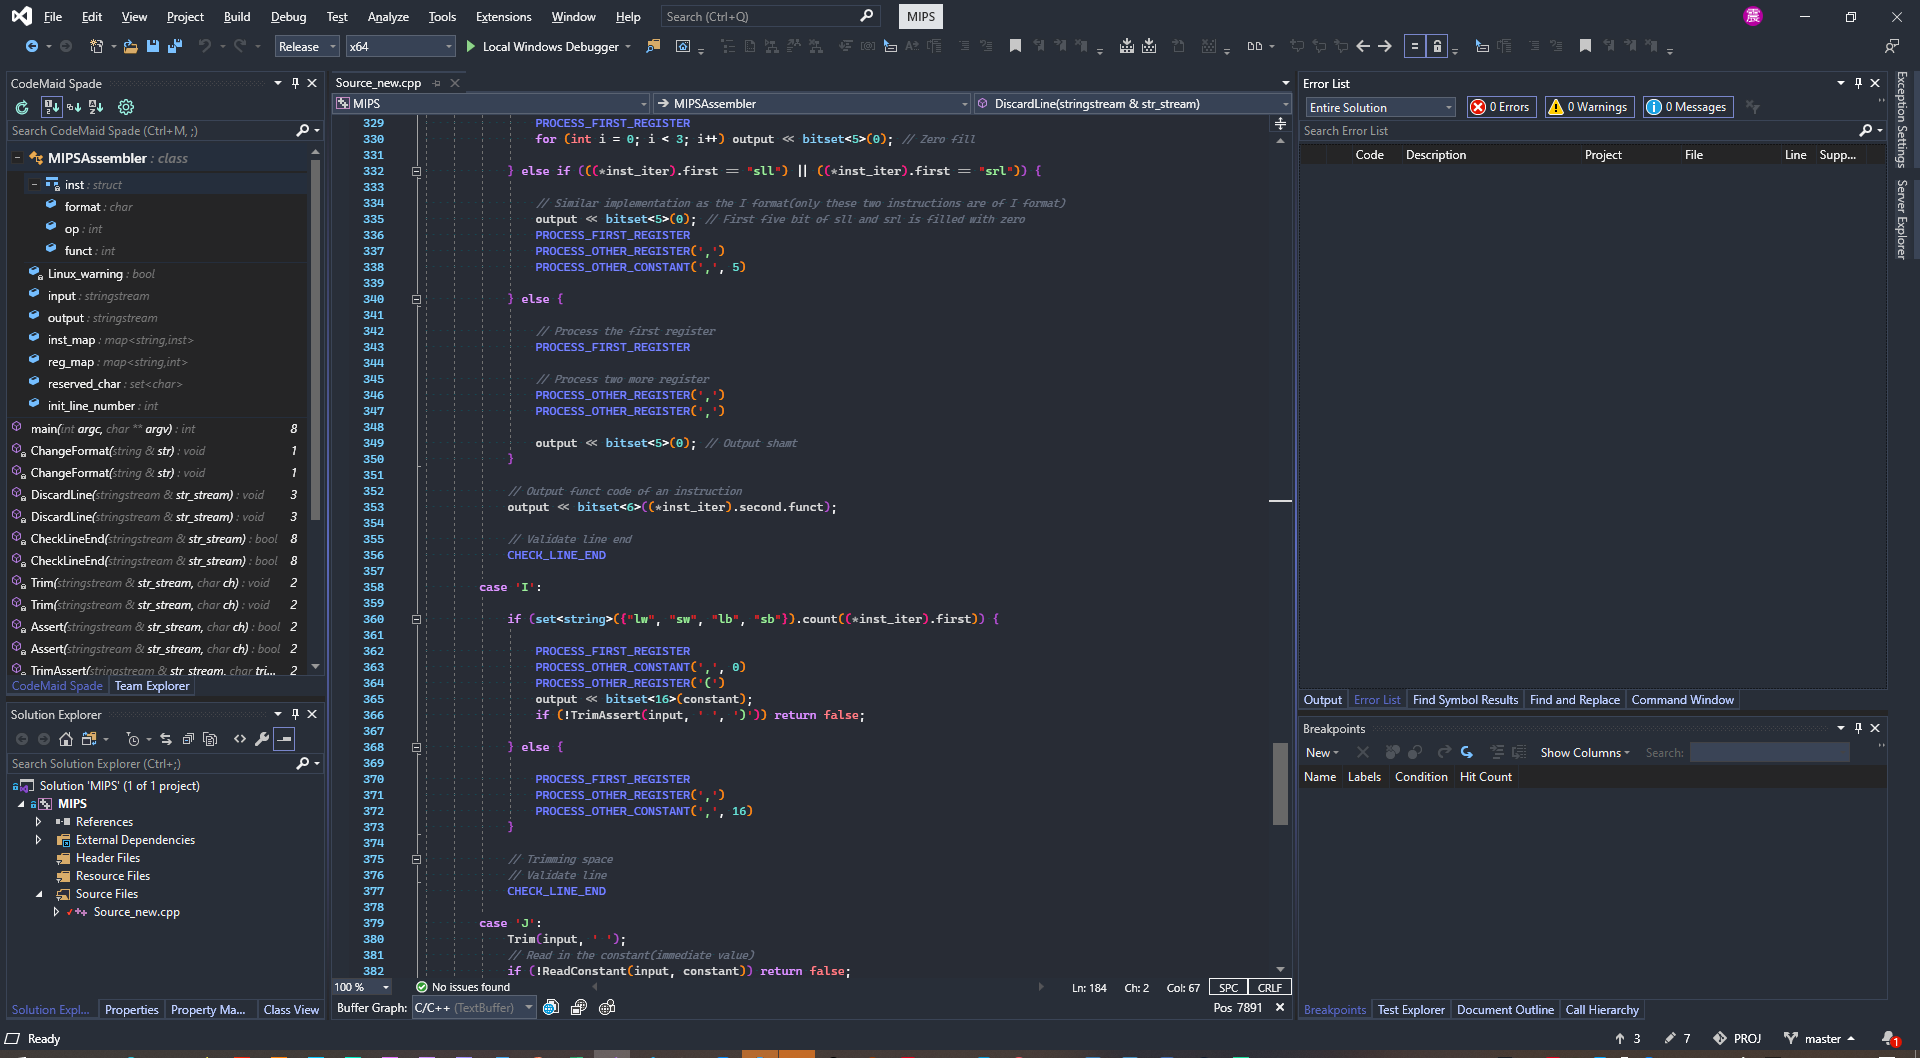 File Edit View Project Build Debug Test Analyze Tools Extensions Window Help Search (Ctrl+Q) MIPS
Release x64 Local Windows Debugger
CodeMaid Spade
Search CodeMaid Spade (Ctrl+M, ;)
MIPSAssembler : class
inst : struct
format : char
op : int
funct : int
Linux_warning : bool
input : stringstream
output : stringstream
inst_map : map<string,inst>
reg_map : map<string,int>
reserved_char : set<char>
init_line_number : int
main(int argc, char ** argv) : int 8
ChangeFormat(string & str) : void 1
ChangeFormat(string & str) : void 1
DiscardLine(stringstream & str_stream) : void 3
DiscardLine(stringstream & str_stream) : void 3
CheckLineEnd(stringstream & str_stream) : bool 8
CheckLineEnd(stringstream & str_stream) : bool 8
Trim(stringstream & str_stream, char ch) : void 2
Trim(stringstream & str_stream, char ch) : void 2
Assert(stringstream & str_stream, char ch) : bool 2
Assert(stringstream & str_stream, char ch) : bool 2
TrimAssert(stringstream & str_stream, char tri... 2
CodeMaid Spade Team Explorer
Solution Explorer
Search Solution Explorer (Ctrl+;)
Solution 'MIPS' (1 of 1 project)
MIPS
References
External Dependencies
Header Files
Resource Files
Source Files
Source_new.cpp
Solution Expl... Properties Property Ma... Class View
Source_new.cpp
MIPS MIPSAssembler DiscardLine(stringstream & str_stream)
329 PROCESS_FIRST_REGISTER
330 for (int i = 0; i < 3; i++) output << bitset<5>(0); // Zero fill
331
332 } else if (((*inst_iter).first == "sll") || ((*inst_iter).first == "srl")) {
333
334 // Similar implementation as the I format(only these two instructions are of I format)
335 output << bitset<5>(0); // First five bit of sll and srl is filled with zero
336 PROCESS_FIRST_REGISTER
337 PROCESS_OTHER_REGISTER(',')
338 PROCESS_OTHER_CONSTANT(',', 5)
339
340 } else {
341
342 // Process the first register
343 PROCESS_FIRST_REGISTER
344
345 // Process two more register
346 PROCESS_OTHER_REGISTER(',')
347 PROCESS_OTHER_REGISTER(',')
348
349 output << bitset<5>(0); // Output shamt
350 }
351
352 // Output funct code of an instruction
353 output << bitset<6>((*inst_iter).second.funct);
354
355 // Validate line end
356 CHECK_LINE_END
357
358 case 'I':
359
360 if (set<string>({"lw", "sw", "lb", "sb"}).count((*inst_iter).first)) {
361
362 PROCESS_FIRST_REGISTER
363 PROCESS_OTHER_CONSTANT(',', 0)
364 PROCESS_OTHER_REGISTER('(')
365 output << bitset<16>(constant);
366 if (!TrimAssert(input, ' ', ')')) return false;
367
368 } else {
369
370 PROCESS_FIRST_REGISTER
371 PROCESS_OTHER_REGISTER(',')
372 PROCESS_OTHER_CONSTANT(',', 16)
373 }
374
375 // Trimming space
376 // Validate line
377 CHECK_LINE_END
378
379 case 'J':
380 Trim(input, ' ');
381 // Read in the constant(immediate value)
382 if (!ReadConstant(input, constant)) return false;
100 % No issues found Ln: 184 Ch: 2 Col: 67 SPC CRLF
Buffer Graph: C/C++ (TextBuffer) Pos 7891
Error List
Entire Solution 0 Errors 0 Warnings 0 Messages
Search Error List
Code Description Project File Line Supp...
Output Error List Find Symbol Results Find and Replace Command Window
Breakpoints
New Show Columns Search:
Name Labels Condition Hit Count
Breakpoints Test Explorer Document Outline Call Hierarchy
Exception Settings
Server Explorer
Ready 3 7 PROJ master 1